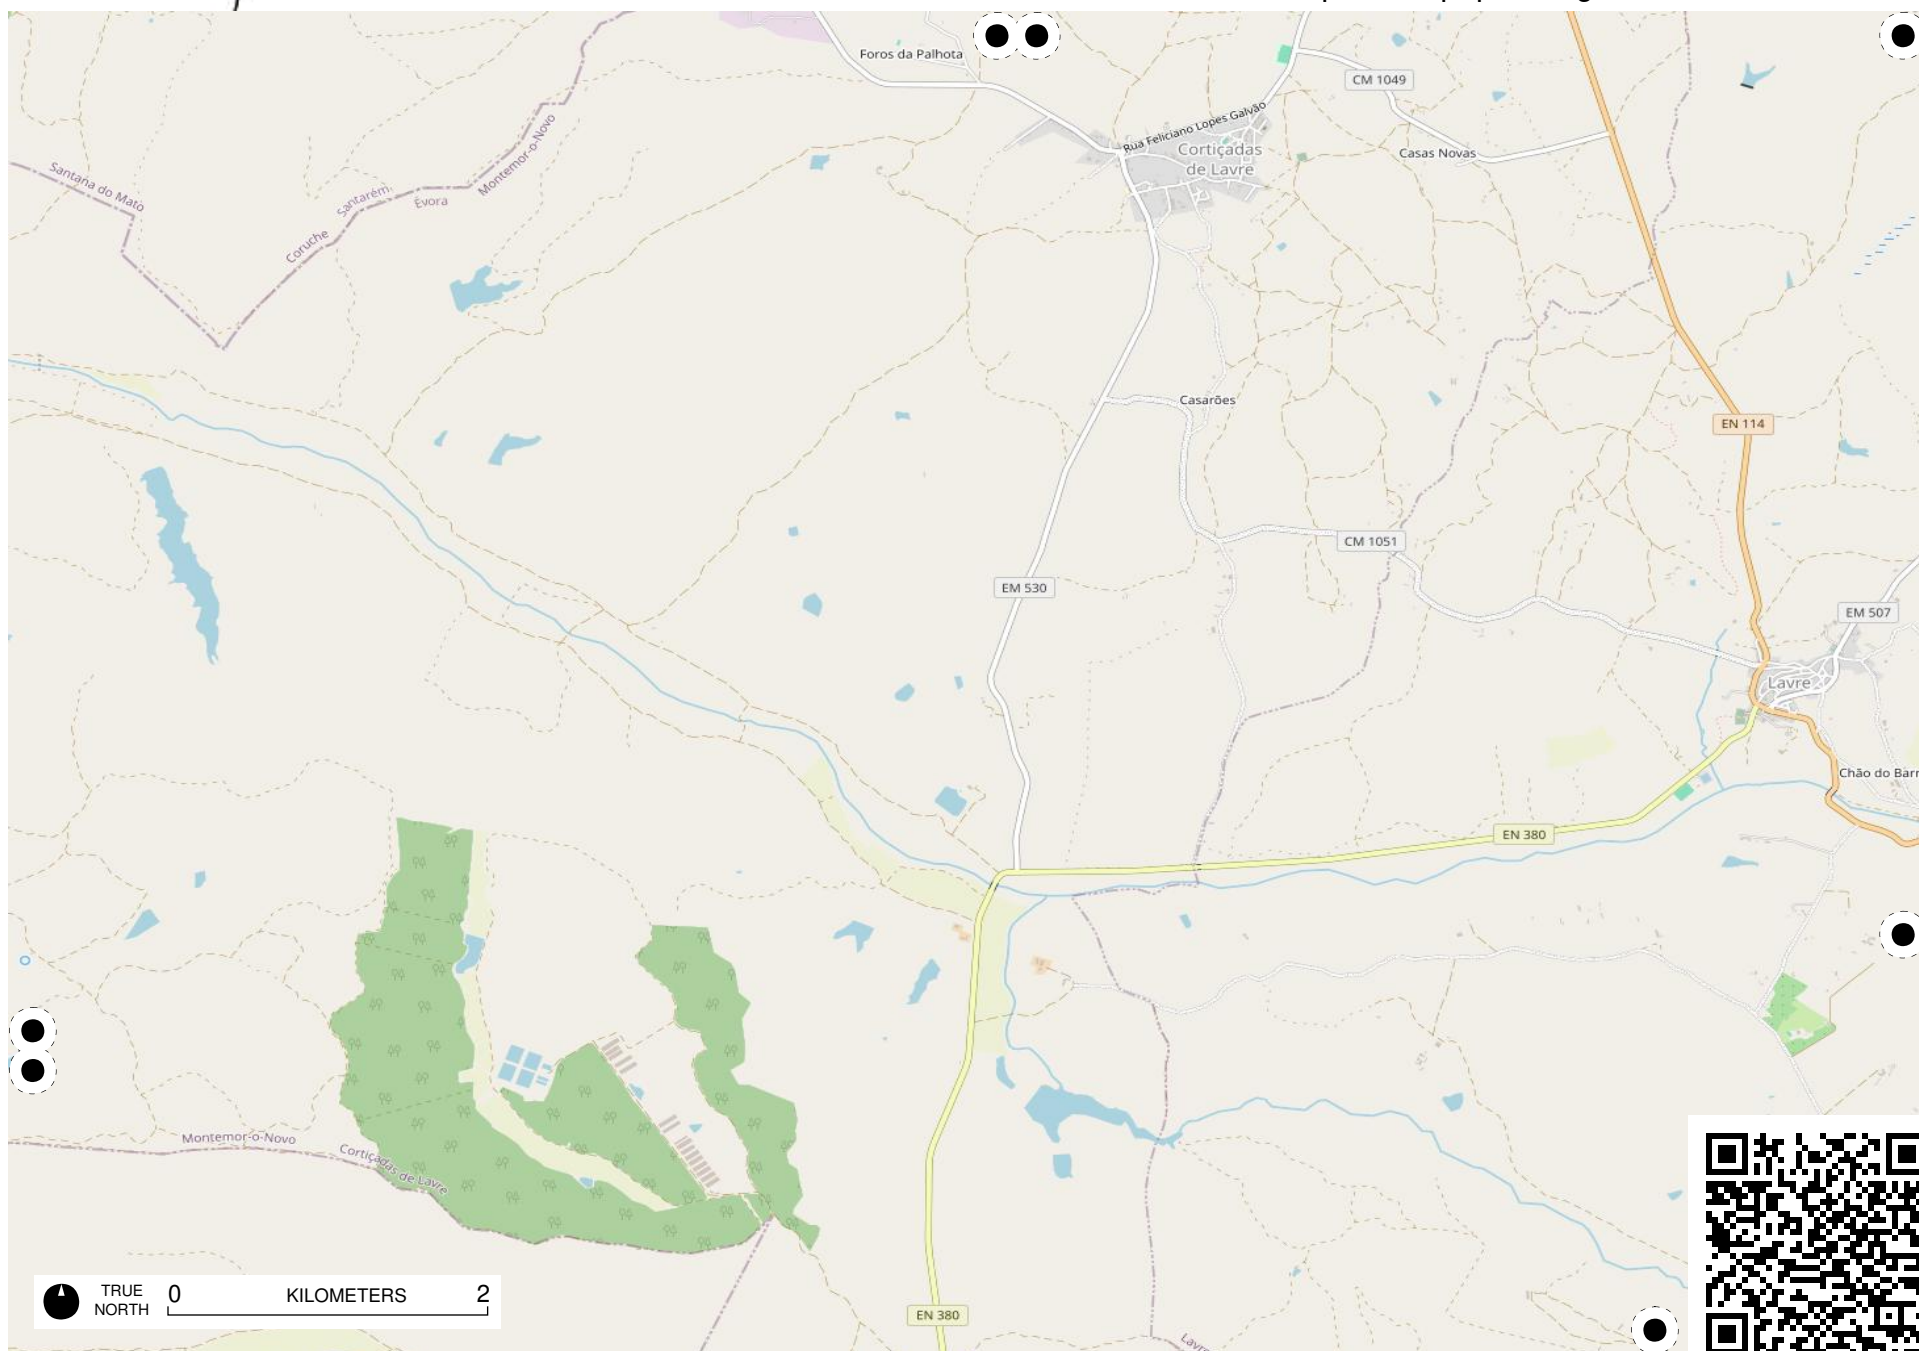 Foros da Palhota
CM 1049
Rua Feliciano Lopes Galvão
Casas Novas
Cortiçadas
de Lavre
Santana do Mato
Montemor-o-Novo
Santarém
Évora
Coruche
Casarões
EN 114
CM 1051
EM 530
EM 507
Lavre
Chão do Barr
EN 380
Montemor-o-Novo
Cortiçadas de Lavre
TRUE
NORTH
0 KILOMETERS 2
EN 380